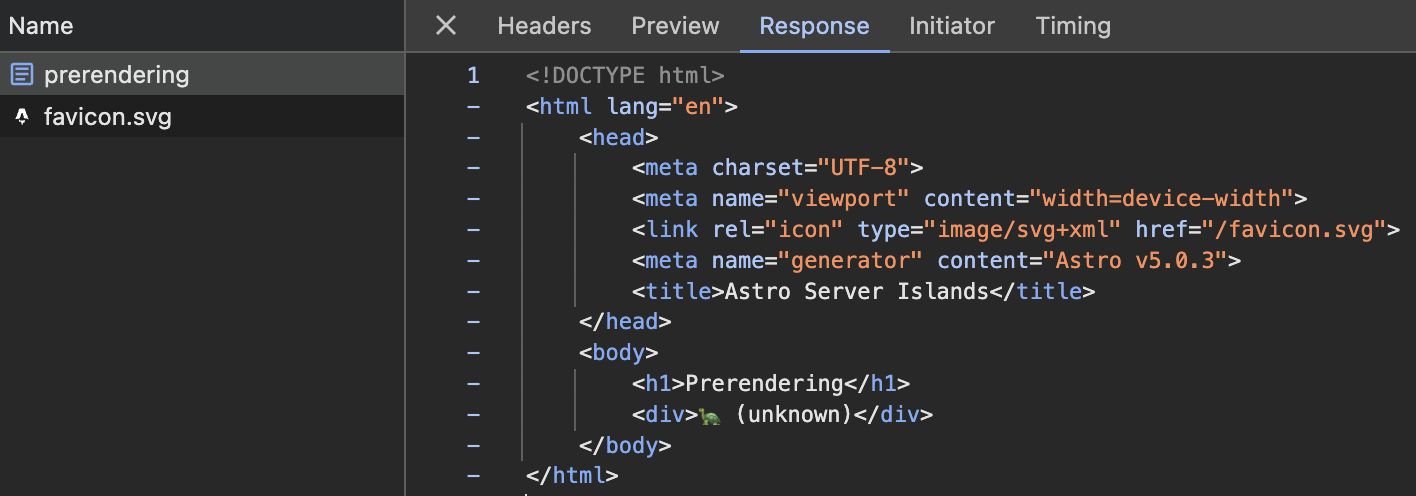 Name
prerendering
favicon.svg
Headers Preview Response Initiator Timing
1 <!DOCTYPE html>
- <html lang="en">
- <head>
- <meta charset="UTF-8">
- <meta name="viewport" content="width=device-width">
- <link rel="icon" type="image/svg+xml" href="/favicon.svg">
- <meta name="generator" content="Astro v5.0.3">
- <title>Astro Server Islands</title>
- </head>
- <body>
- <h1>Prerendering</h1>
- <div>🐢 (unknown)</div>
- </body>
- </html>